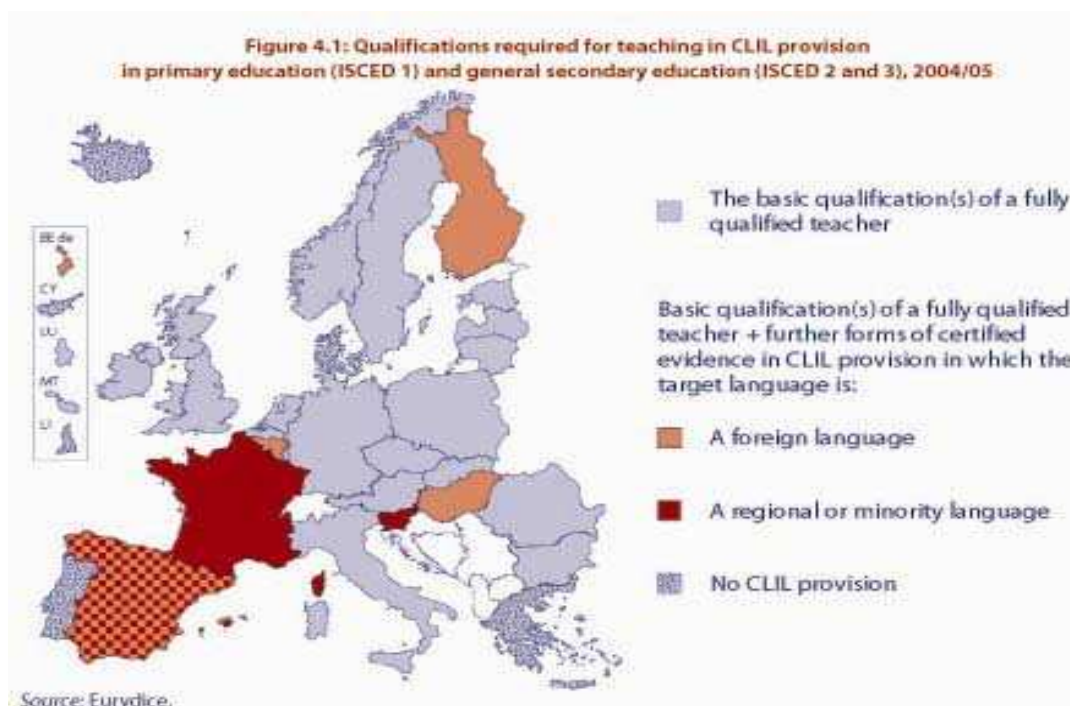 Figure 4.1: Qualifications required for teaching in CLIL provision
in primary education (ISCED 1) and general secondary education (ISCED 2 and 3), 2004/05
The basic qualification(s) of a fully
qualified teacher
BE de
CY
LU
MT
LI
Basic qualification(s) of a fully qualified
teacher + further forms of certified
evidence in CLIL provision in which the
target language is:
A foreign language
A regional or minority language
No CLIL provision
Source: Eurydice.